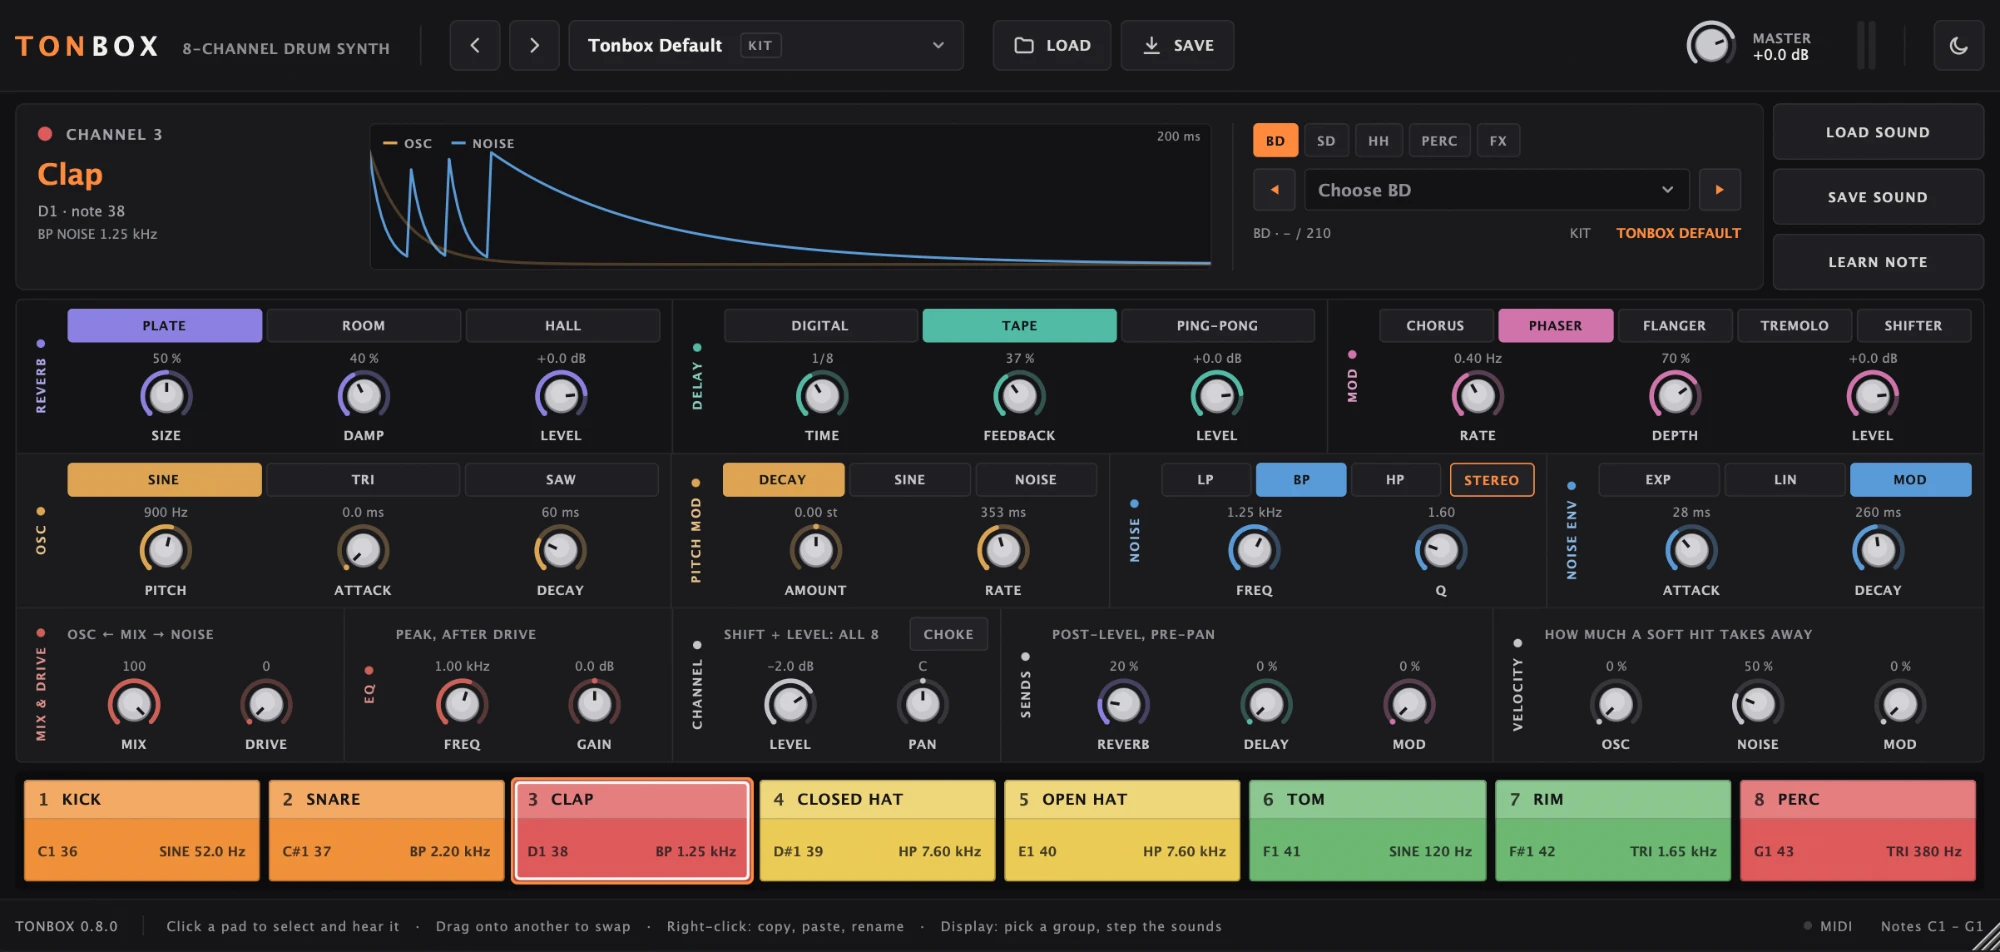 TONBOX 8-CHANNEL DRUM SYNTH Tonbox Default KIT LOAD SAVE MASTER
+0.0 dB
CHANNEL 3
Clap
D1 · note 38
BP NOISE 1.25 kHz
OSC NOISE 200 ms
BD SD HH PERC FX
Choose BD
BD · – / 210 KIT TONBOX DEFAULT
LOAD SOUND
SAVE SOUND
LEARN NOTE
REVERB
PLATE ROOM HALL
50 % 40 % +0.0 dB
SIZE DAMP LEVEL
DELAY
DIGITAL TAPE PING-PONG
1/8 37 % +0.0 dB
TIME FEEDBACK LEVEL
MOD
CHORUS PHASER FLANGER TREMOLO SHIFTER
0.40 Hz 70 % +0.0 dB
RATE DEPTH LEVEL
OSC
SINE TRI SAW
900 Hz 0.0 ms 60 ms
PITCH ATTACK DECAY
PITCH MOD
DECAY SINE NOISE
0.00 st 353 ms
AMOUNT RATE
NOISE
LP BP HP STEREO
1.25 kHz 1.60
FREQ Q
NOISE ENV
EXP LIN MOD
28 ms 260 ms
ATTACK DECAY
MIX & DRIVE
OSC ← MIX → NOISE
100 0
MIX DRIVE
EQ
PEAK, AFTER DRIVE
1.00 kHz 0.0 dB
FREQ GAIN
CHANNEL
SHIFT + LEVEL: ALL 8 CHOKE
-2.0 dB C
LEVEL PAN
SENDS
POST-LEVEL, PRE-PAN
20 % 0 % 0 %
REVERB DELAY MOD
VELOCITY
HOW MUCH A SOFT HIT TAKES AWAY
0 % 50 % 0 %
OSC NOISE MOD
1 KICK
C1 36 SINE 52.0 Hz
2 SNARE
C#1 37 BP 2.20 kHz
3 CLAP
D1 38 BP 1.25 kHz
4 CLOSED HAT
D#1 39 HP 7.60 kHz
5 OPEN HAT
E1 40 HP 7.60 kHz
6 TOM
F1 41 SINE 120 Hz
7 RIM
F#1 42 TRI 1.65 kHz
8 PERC
G1 43 TRI 380 Hz
TONBOX 0.8.0 Click a pad to select and hear it · Drag onto another to swap · Right-click: copy, paste, rename · Display: pick a group, step the sounds MIDI Notes C1 – G1